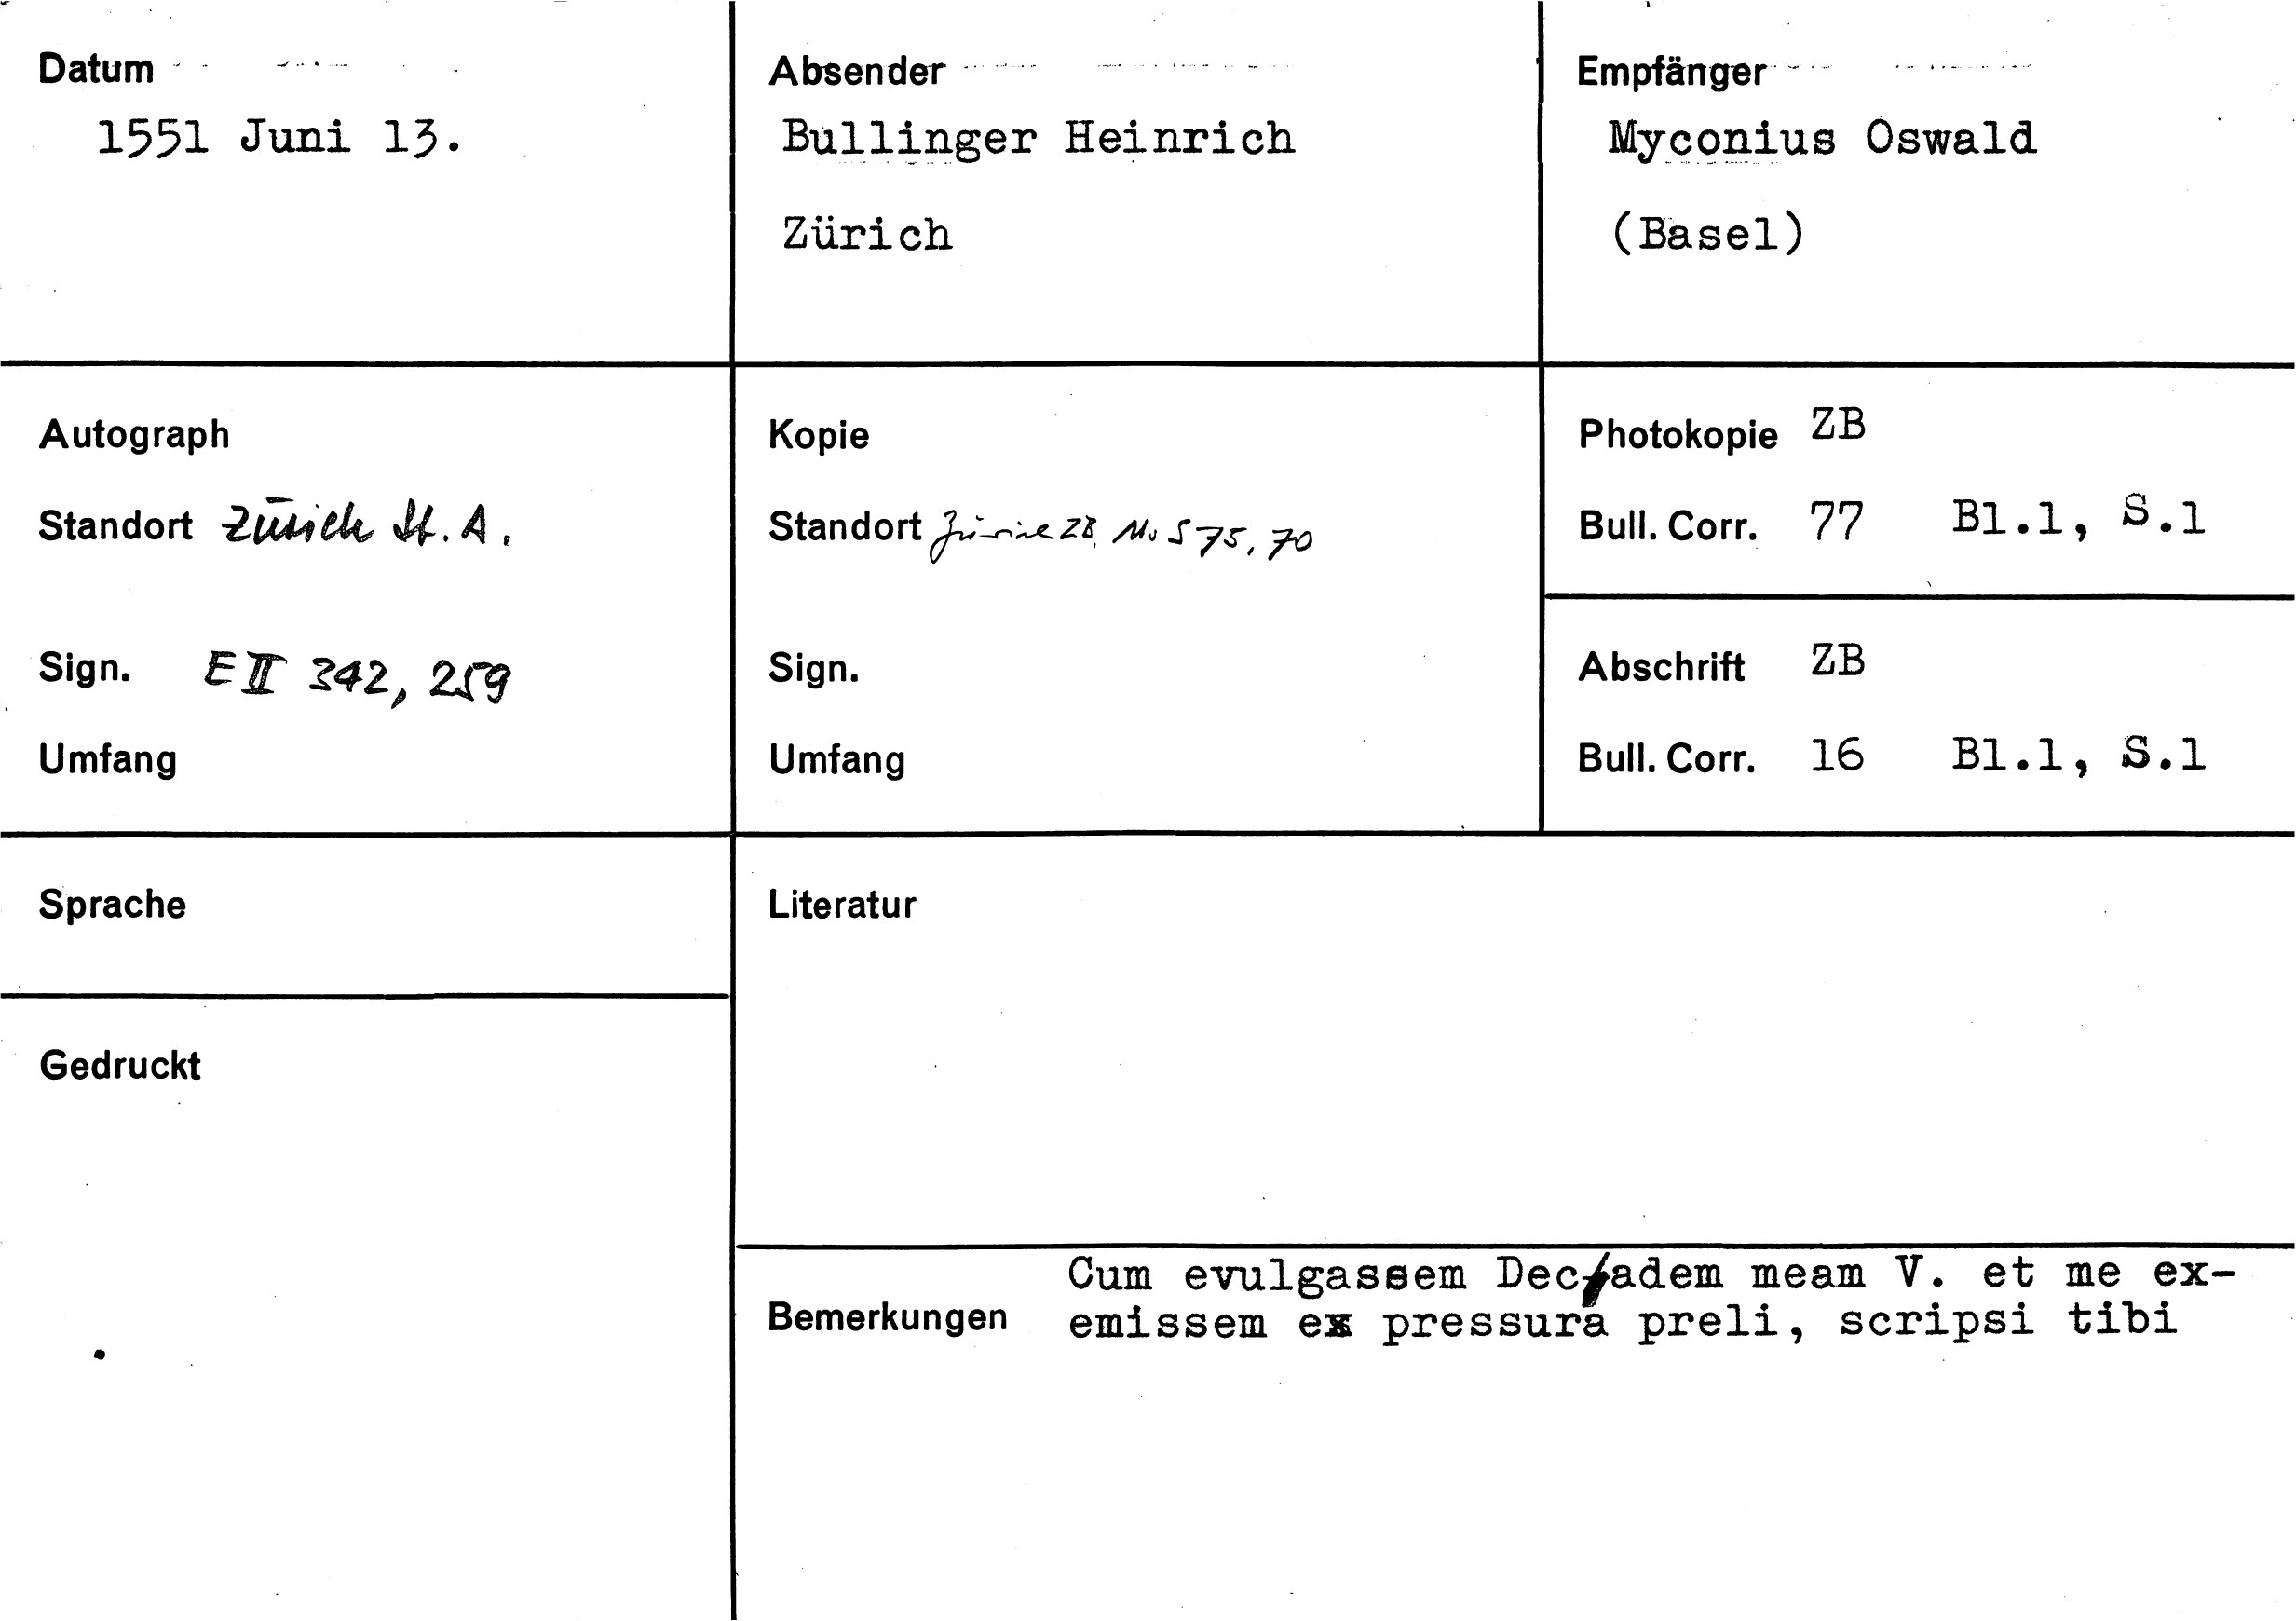 Datum
1551 Juni 13.
Absender
Bullinger Heinrich
Zürich
Empfänger
Myconius Oswald
(Basel)
Autograph
Standort Zürich St. A.
Sign. E II 342, 259
Umfang
Kopie
Standort Zürich ZB, Ms S 75, 70
Sign.
Umfang
Photokopie ZB
Bull. Corr. 77 Bl.1, S.1
Abschrift ZB
Bull. Corr. 16 Bl.1, S.1
Sprache
Gedruckt
Literatur
Bemerkungen
Cum evulgassem Decadem meam V. et me ex-
emissem ex pressura preli, scripsi tibi